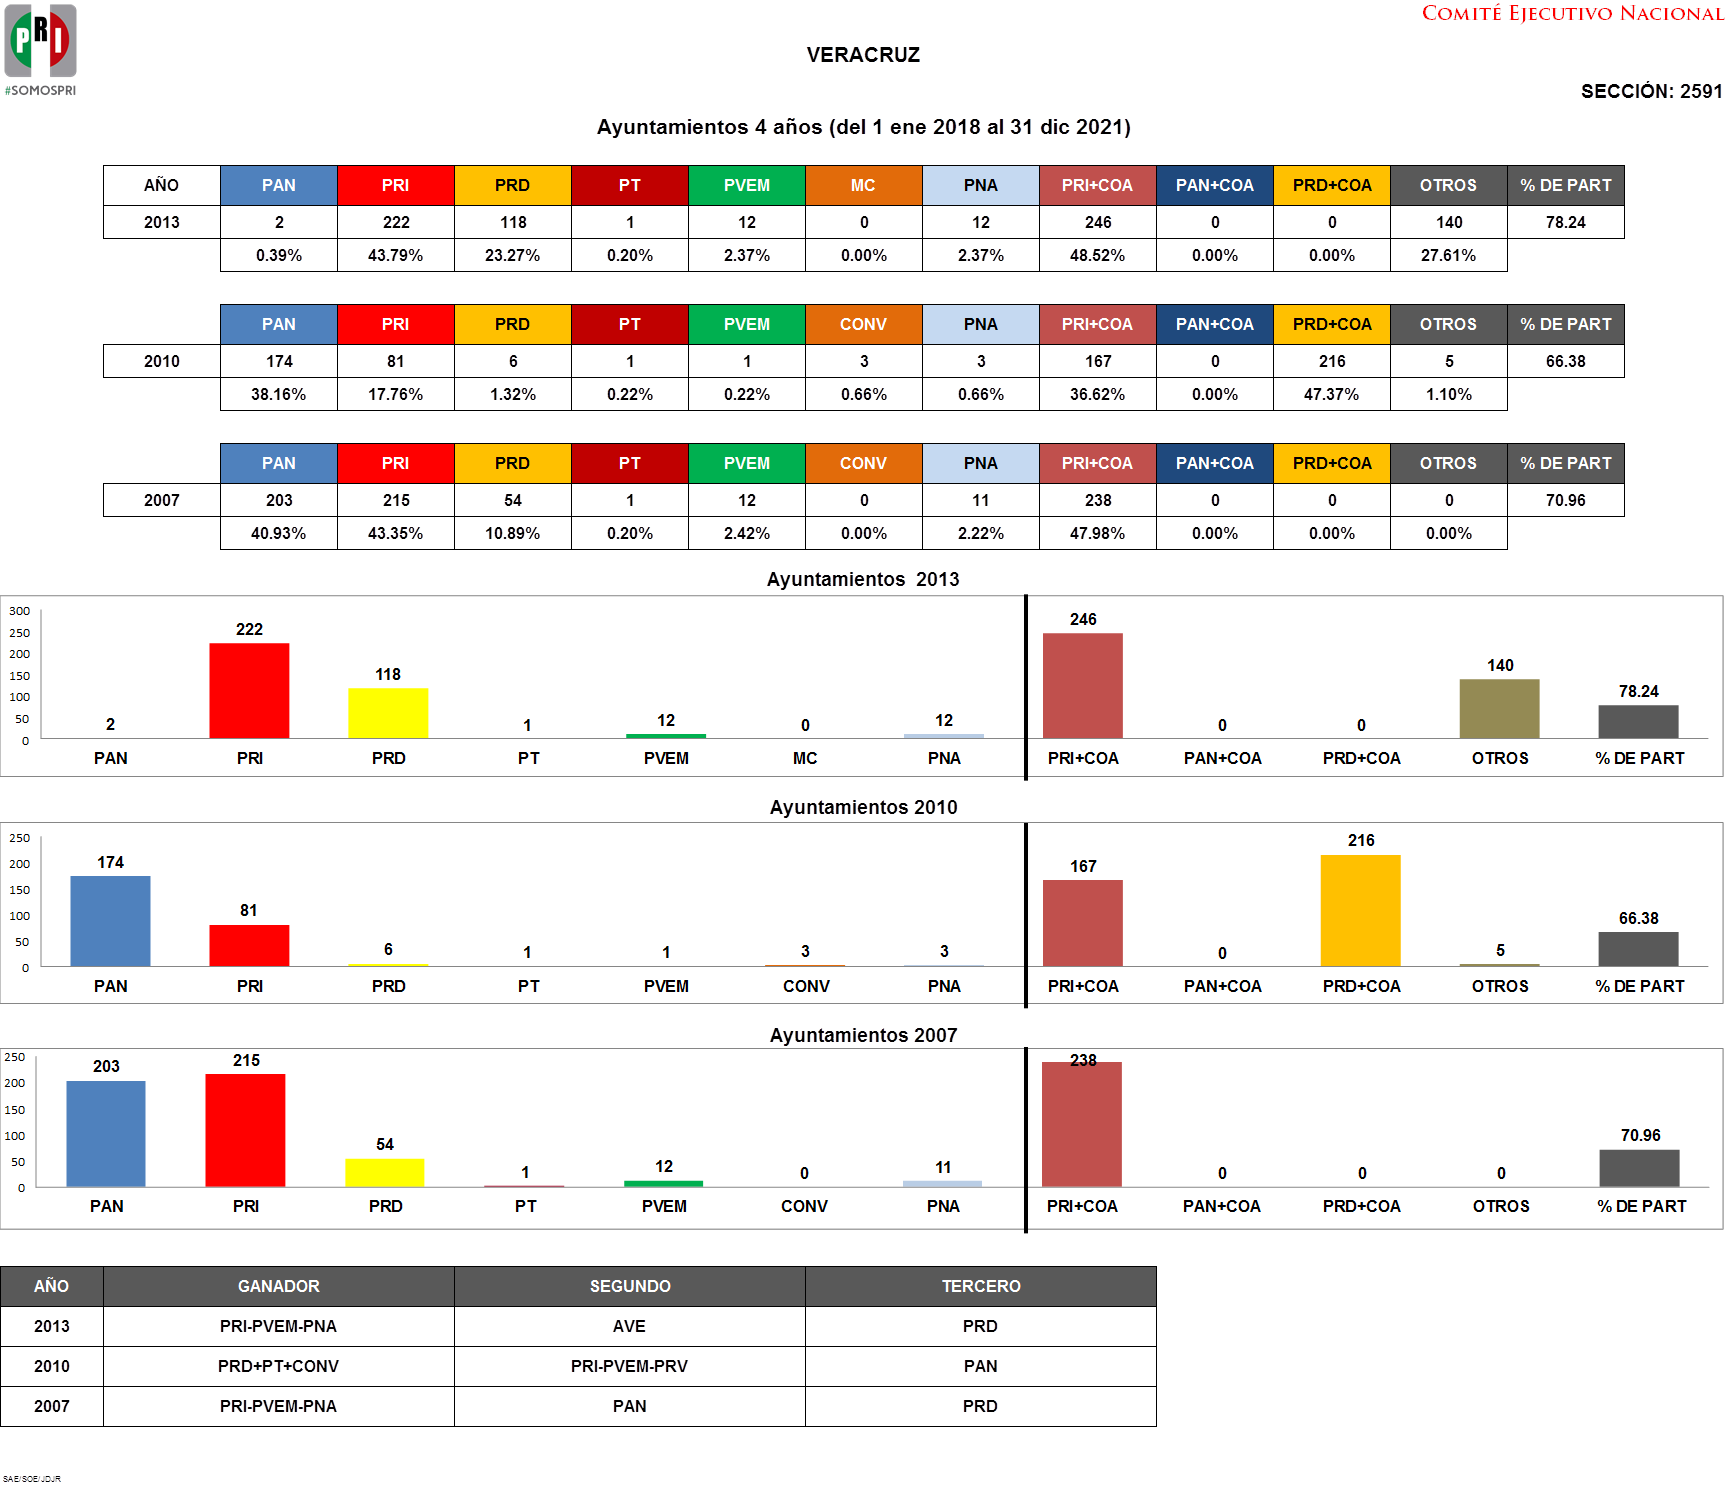 PRI
#SOMOSPRI
COMITÉ EJECUTIVO NACIONAL
VERACRUZ
SECCIÓN: 2591
Ayuntamientos 4 años (del 1 ene 2018 al 31 dic 2021)
AÑO PAN PRI PRD PT PVEM MC PNA PRI+COA PAN+COA PRD+COA OTROS % DE PART
2013 2 222 118 1 12 0 12 246 0 0 140 78.24
0.39% 43.79% 23.27% 0.20% 2.37% 0.00% 2.37% 48.52% 0.00% 0.00% 27.61%
PAN PRI PRD PT PVEM CONV PNA PRI+COA PAN+COA PRD+COA OTROS % DE PART
2010 174 81 6 1 1 3 3 167 0 216 5 66.38
38.16% 17.76% 1.32% 0.22% 0.22% 0.66% 0.66% 36.62% 0.00% 47.37% 1.10%
PAN PRI PRD PT PVEM CONV PNA PRI+COA PAN+COA PRD+COA OTROS % DE PART
2007 203 215 54 1 12 0 11 238 0 0 0 70.96
40.93% 43.35% 10.89% 0.20% 2.42% 0.00% 2.22% 47.98% 0.00% 0.00% 0.00%
Ayuntamientos 2013
300
250
200
150
100
50
0
2 222 118 1 12 0 12 246 0 0 140 78.24
PAN PRI PRD PT PVEM MC PNA PRI+COA PAN+COA PRD+COA OTROS % DE PART
Ayuntamientos 2010
250
200
150
100
50
0
174 81 6 1 1 3 3 167 0 216 5 66.38
PAN PRI PRD PT PVEM CONV PNA PRI+COA PAN+COA PRD+COA OTROS % DE PART
Ayuntamientos 2007
250
200
150
100
50
0
203 215 54 1 12 0 11 238 0 0 0 70.96
PAN PRI PRD PT PVEM CONV PNA PRI+COA PAN+COA PRD+COA OTROS % DE PART
AÑO GANADOR SEGUNDO TERCERO
2013 PRI-PVEM-PNA AVE PRD
2010 PRD+PT+CONV PRI-PVEM-PRV PAN
2007 PRI-PVEM-PNA PAN PRD
SAE/SOE/JDJR